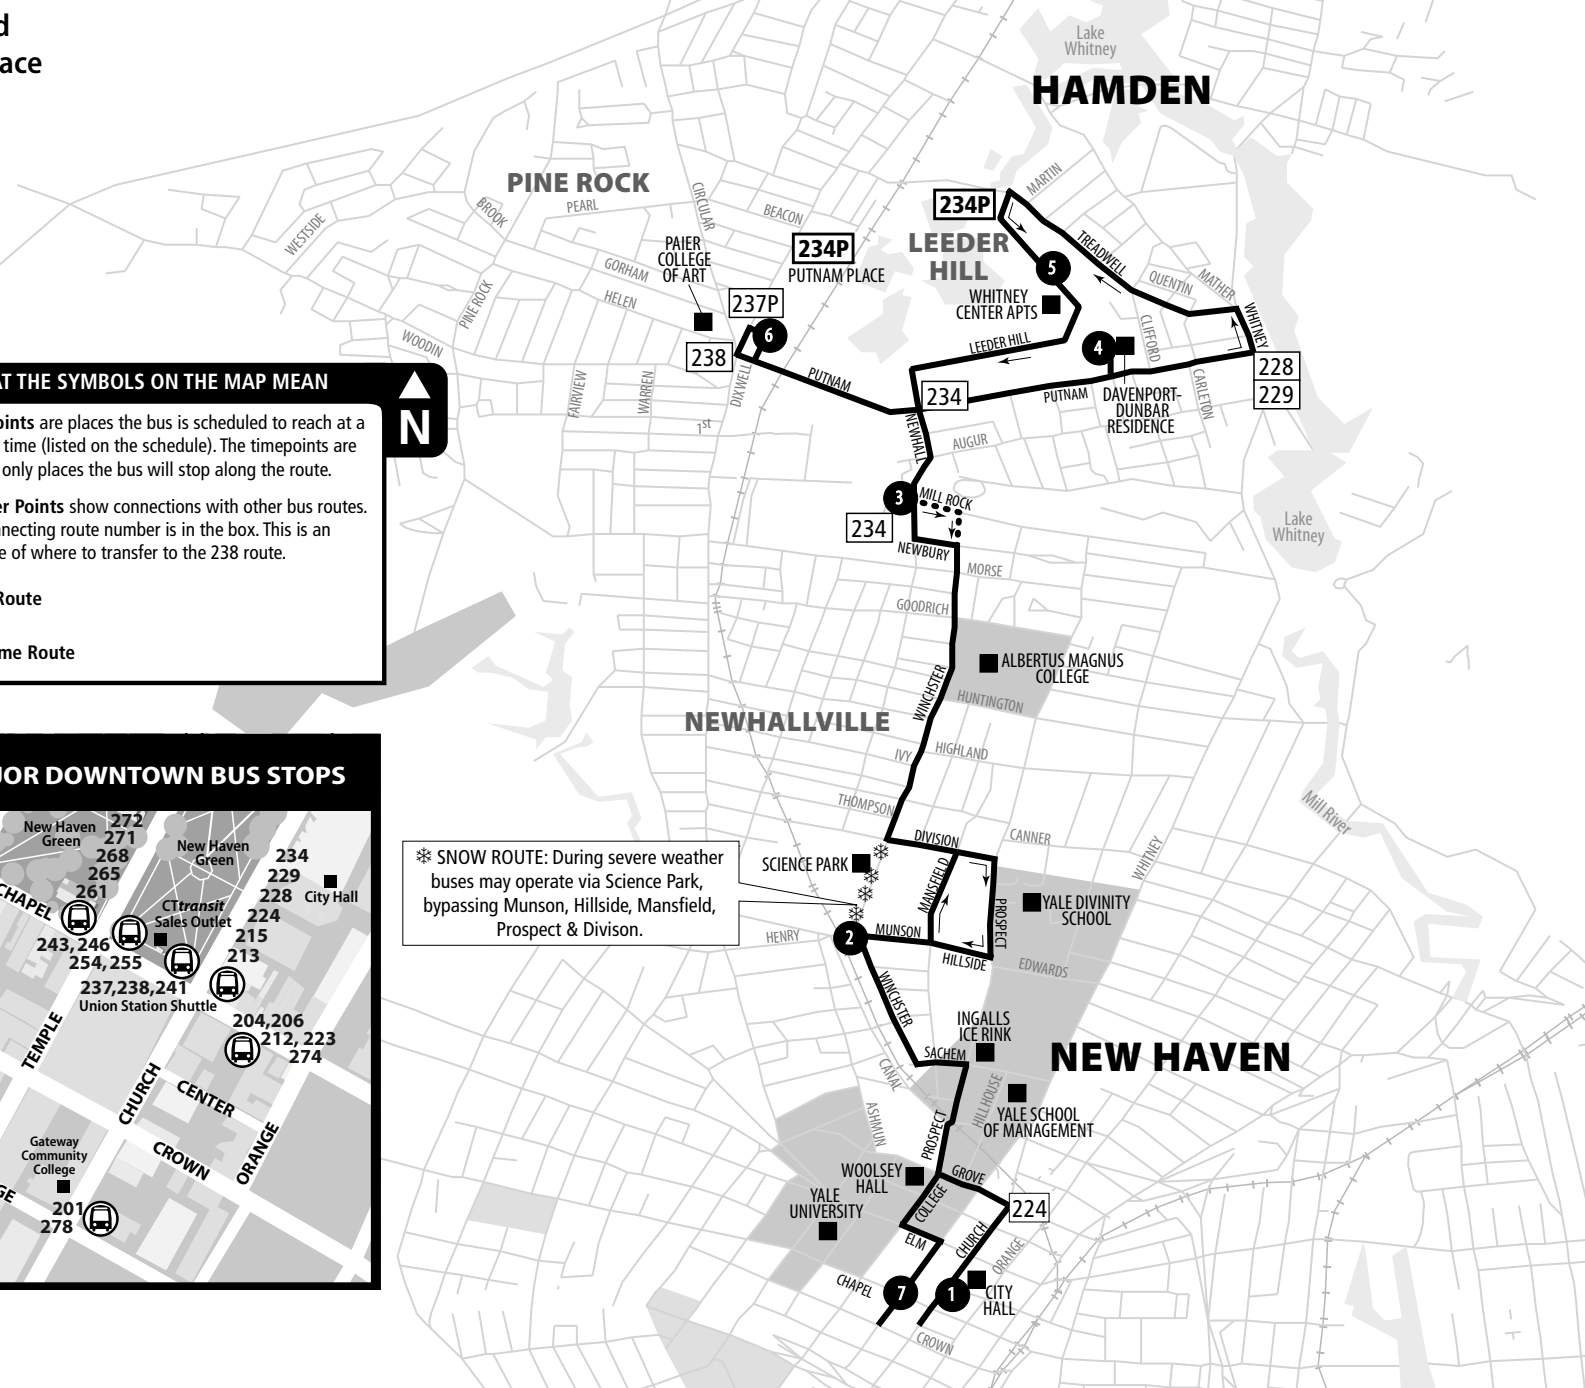 d
ace
Lake
Whitney
HAMDEN
MARTIN
PINE ROCK
CIRCULAR
BROOK
PEARL
BEACON
WESTSIDE
234P
LEEDER
HILL
TREADWELL
234P
PUTNAM PLACE
PAIER
COLLEGE
OF ART
GORHAM
HELEN
PINE ROCK
5
QUENTIN
MATHER
WHITNEY
CENTER APTS
WHITNEY
237P
6
238
WOODIN
LEEDER HILL
CLIFFORD
4
228
229
PUTNAM
DIXWELL
FAIRVIEW
WARREN
1st
234
PUTNAM
DAVENPORT-
DUNBAR
RESIDENCE
CARLETON
NEWHALL
AUGUR
AT THE SYMBOLS ON THE MAP MEAN
N
oints are places the bus is scheduled to reach at a
time (listed on the schedule). The timepoints are
only places the bus will stop along the route.
er Points show connections with other bus routes.
nnecting route number is in the box. This is an
e of where to transfer to the 238 route.
Route
me Route
3
MILL ROCK
234
NEWBURY
MORSE
Lake
Whitney
GOODRICH
ALBERTUS MAGNUS
COLLEGE
WINCHSTER
HUNTINGTON
NEWHALLVILLE
IVY
HIGHLAND
THOMPSON
DIVISION
CANNER
Mill River
WHITNEY
SCIENCE PARK
MANSFIELD
PROSPECT
YALE DIVINITY
SCHOOL
SNOW ROUTE: During severe weather
buses may operate via Science Park,
bypassing Munson, Hillside, Mansfield,
Prospect & Divison.
HENRY
2
MUNSON
HILLSIDE
EDWARDS
WINCHSTER
INGALLS
ICE RINK
SACHEM
NEW HAVEN
CANAL
HILLHOUSE
YALE SCHOOL
OF MANAGEMENT
ASHMUN
PROSPECT
WOOLSEY
HALL
GROVE
YALE
UNIVERSITY
COLLEGE
224
ELM
CHURCH
ORANGE
CHAPEL
7
1
CITY
HALL
CROWN
JOR DOWNTOWN BUS STOPS
New Haven
Green
272
271
268
265
261
New Haven
Green
234
229
228
224
215
213
City Hall
CHAPEL
CTtransit
Sales Outlet
243, 246
254, 255
237,238,241
Union Station Shuttle
204,206
212, 223
274
TEMPLE
CHURCH
CENTER
CROWN
ORANGE
Gateway
Community
College
GE
201
278